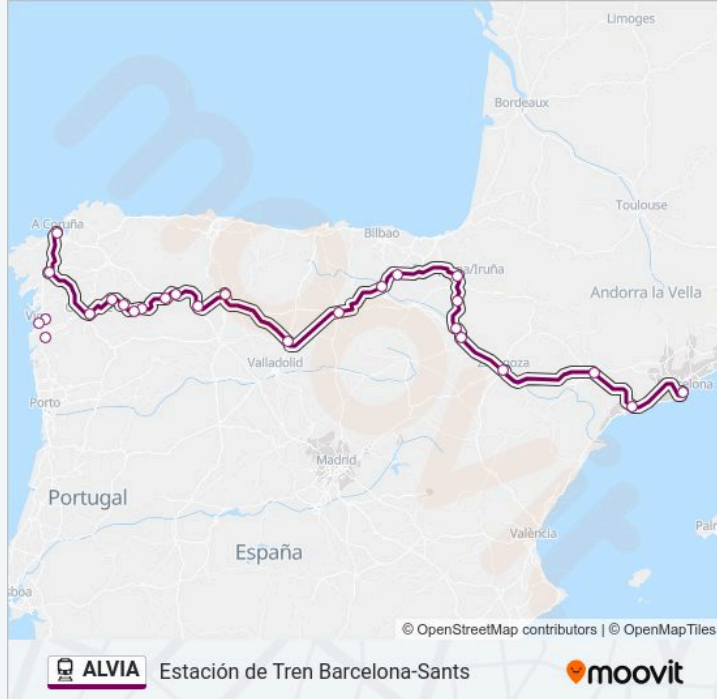 Limoges
Bordeaux
Toulouse
A Coruña
Bilbao
a/Iruña
Andorra la Vella
Valladolid
Porto
Madrid
Portugal
València
España
© OpenStreetMap contributors | © OpenMapTiles
ALVIA Estación de Tren Barcelona-Sants
moovit